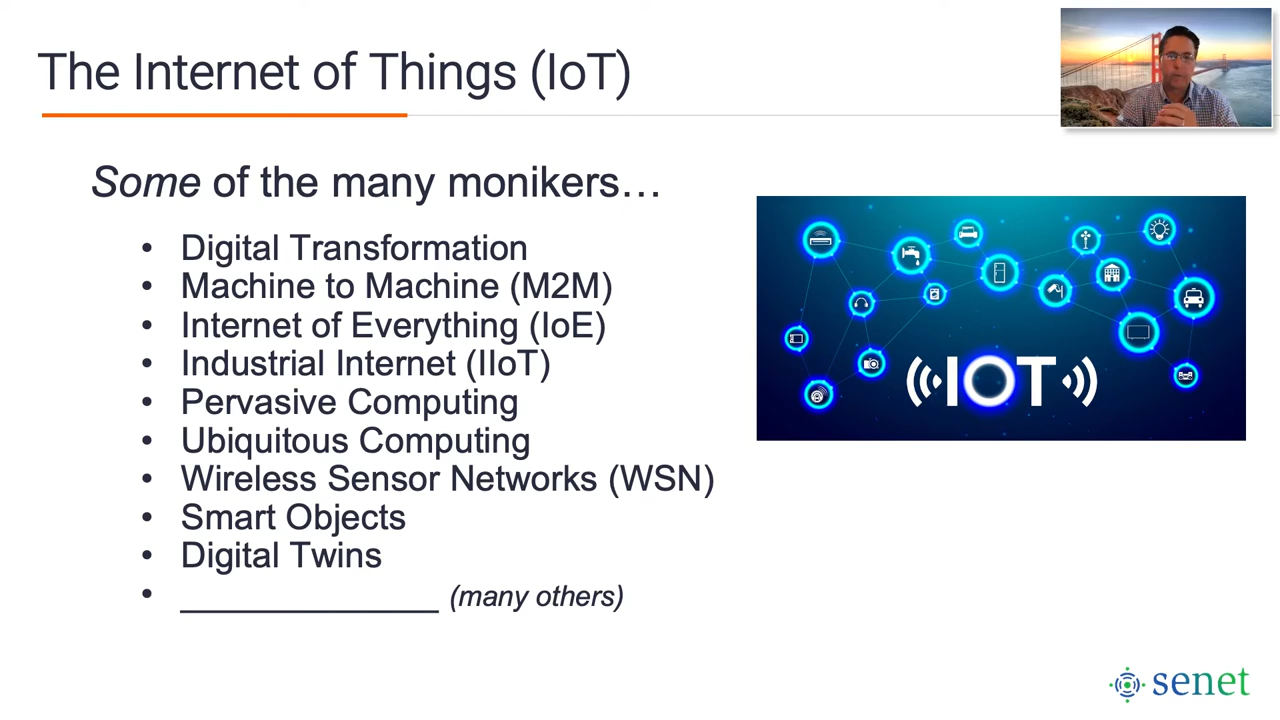 The Internet of Things (IoT)
Some of the many monikers…
• Digital Transformation
• Machine to Machine (M2M)
• Internet of Everything (IoE)
• Industrial Internet (IIoT)
• Pervasive Computing
• Ubiquitous Computing
• Wireless Sensor Networks (WSN)
• Smart Objects
• Digital Twins
• ______________ (many others)
IOT
senet